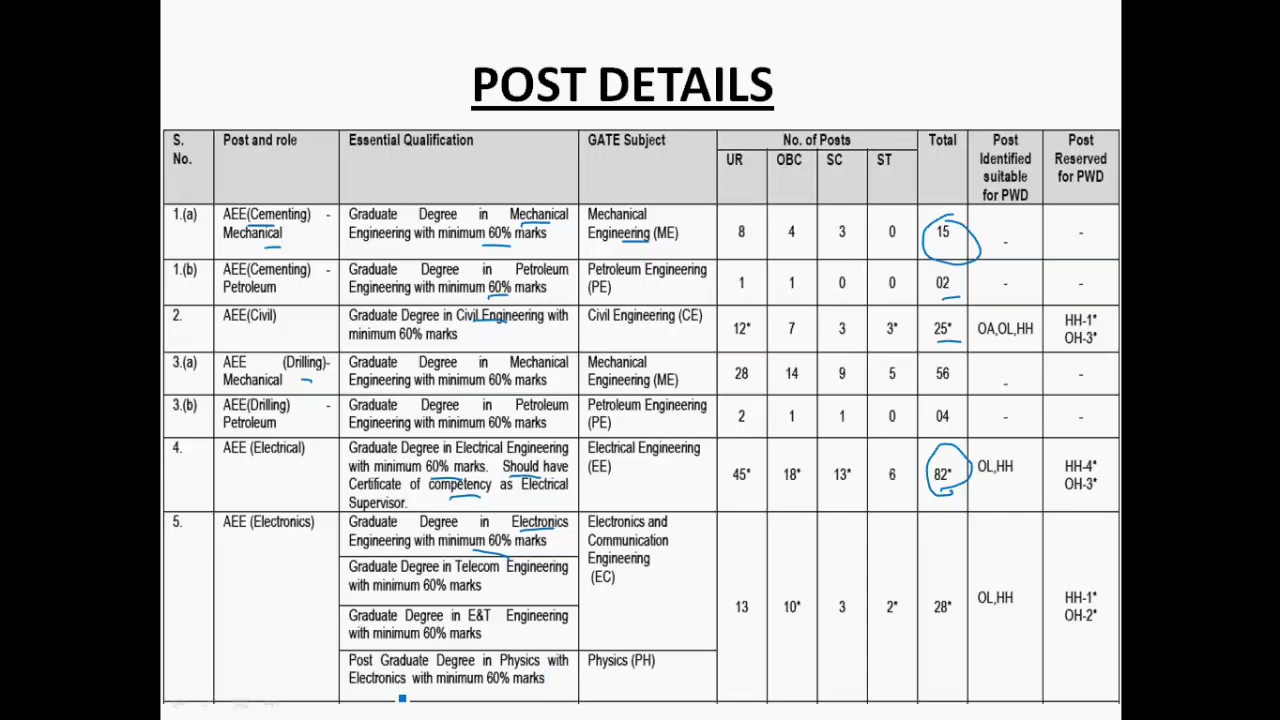 POST DETAILS
S. No. Post and role Essential Qualification GATE Subject No. of Posts Total Post Identified suitable for PWD Post Reserved for PWD
UR OBC SC ST
1.(a) AEE(Cementing) - Mechanical Graduate Degree in Mechanical Engineering with minimum 60% marks Mechanical Engineering (ME) 8 4 3 0 15 - -
1.(b) AEE(Cementing) - Petroleum Graduate Degree in Petroleum Engineering with minimum 60% marks Petroleum Engineering (PE) 1 1 0 0 02 - -
2. AEE(Civil) Graduate Degree in Civil Engineering with minimum 60% marks Civil Engineering (CE) 12* 7 3 3* 25* OA,OL,HH HH-1* OH-3*
3.(a) AEE (Drilling)- Mechanical Graduate Degree in Mechanical Engineering with minimum 60% marks Mechanical Engineering (ME) 28 14 9 5 56 - -
3.(b) AEE(Drilling) - Petroleum Graduate Degree in Petroleum Engineering with minimum 60% marks Petroleum Engineering (PE) 2 1 1 0 04 - -
4. AEE (Electrical) Graduate Degree in Electrical Engineering with minimum 60% marks. Should have Certificate of competency as Electrical Supervisor. Electrical Engineering (EE) 45* 18* 13* 6 82* OL,HH HH-4* OH-3*
5. AEE (Electronics) Graduate Degree in Electronics Engineering with minimum 60% marks Electronics and Communication Engineering (EC) 13 10* 3 2* 28* OL,HH HH-1* OH-2*
Graduate Degree in Telecom Engineering with minimum 60% marks
Graduate Degree in E&T Engineering with minimum 60% marks
Post Graduate Degree in Physics with Electronics with minimum 60% marks Physics (PH)